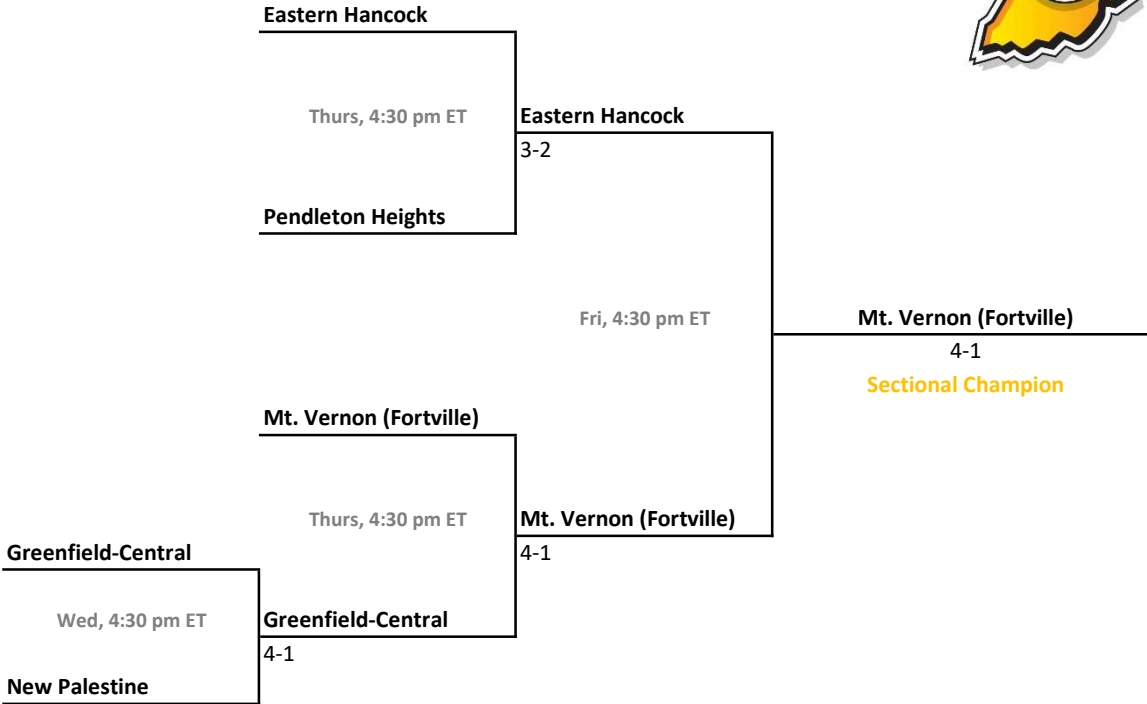 Eastern Hancock
Thurs, 4:30 pm ET
Eastern Hancock
3-2
Pendleton Heights
Fri, 4:30 pm ET
Mt. Vernon (Fortville)
4-1
Sectional Champion
Mt. Vernon (Fortville)
Thurs, 4:30 pm ET
Mt. Vernon (Fortville)
4-1
Greenfield-Central
Wed, 4:30 pm ET
Greenfield-Central
4-1
New Palestine